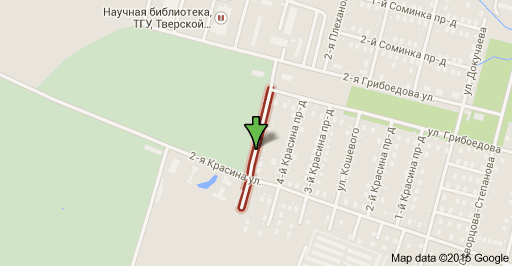 Научная библиотека,
ТГУ, Тверской...
2-я Плехано
2-й Соминка пр-д
1-й Соминка пр-д
2-я Грибоедова ул.
ул. Докучаева
ул. Грибоедова
2-я Красина ул.
4-й Красина пр-д
3-й Красина пр-д
ул. Кошевого
2-й Красина пр-д
1-й Красина пр-д
кворцова-Степанова
Map data ©2015 Google